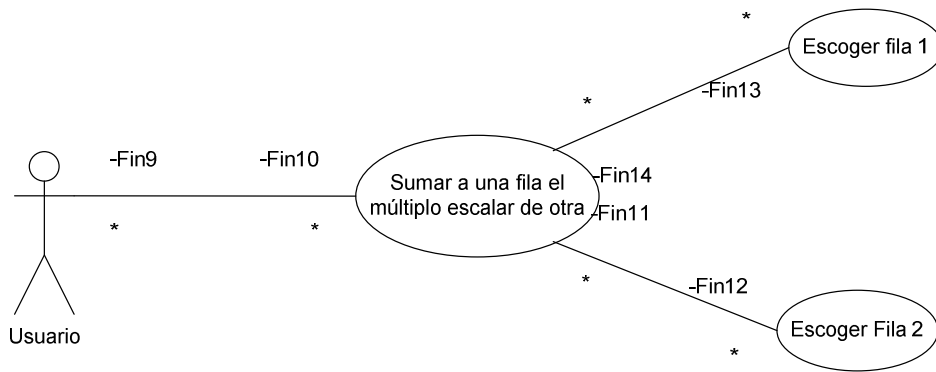 *
Escoger fila 1
-Fin13
*
-Fin9
-Fin10
Sumar a una fila el
múltiplo escalar de otra
-Fin14
-Fin11
*
*
*
-Fin12
Usuario
Escoger Fila 2
*